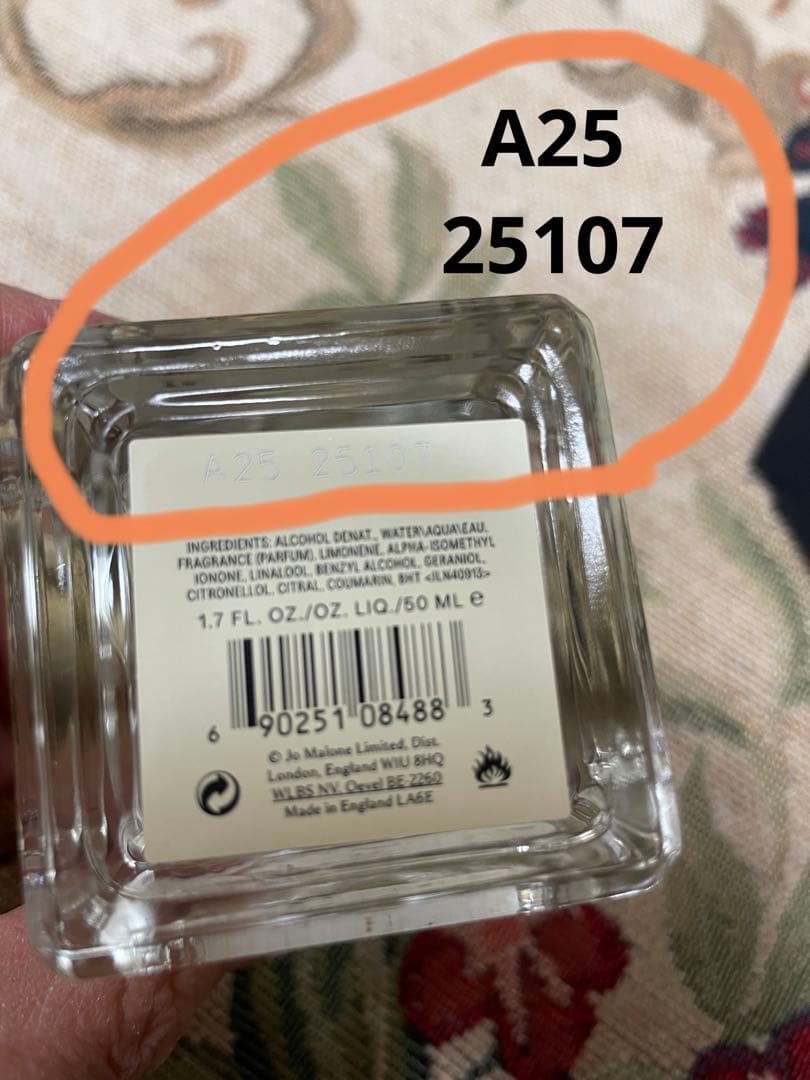 A25
25107
A25 25107
INGREDIENTS: ALCOHOL DENAT., WATER\AQUA\EAU,
FRAGRANCE (PARFUM), LIMONENE, ALPHA-ISOMETHYL
IONONE, LINALOOL, BENZYL ALCOHOL, GERANIOL,
CITRONELLOL, CITRAL, COUMARIN, BHT <ILN40913>
1.7 FL. OZ./OZ. LIQ./50 ML e
6 90251 08488 3
© Jo Malone Limited, Dist.
London, England W1U 8HQ
WLBS NV. Oevel BE-2260
Made in England LA6E